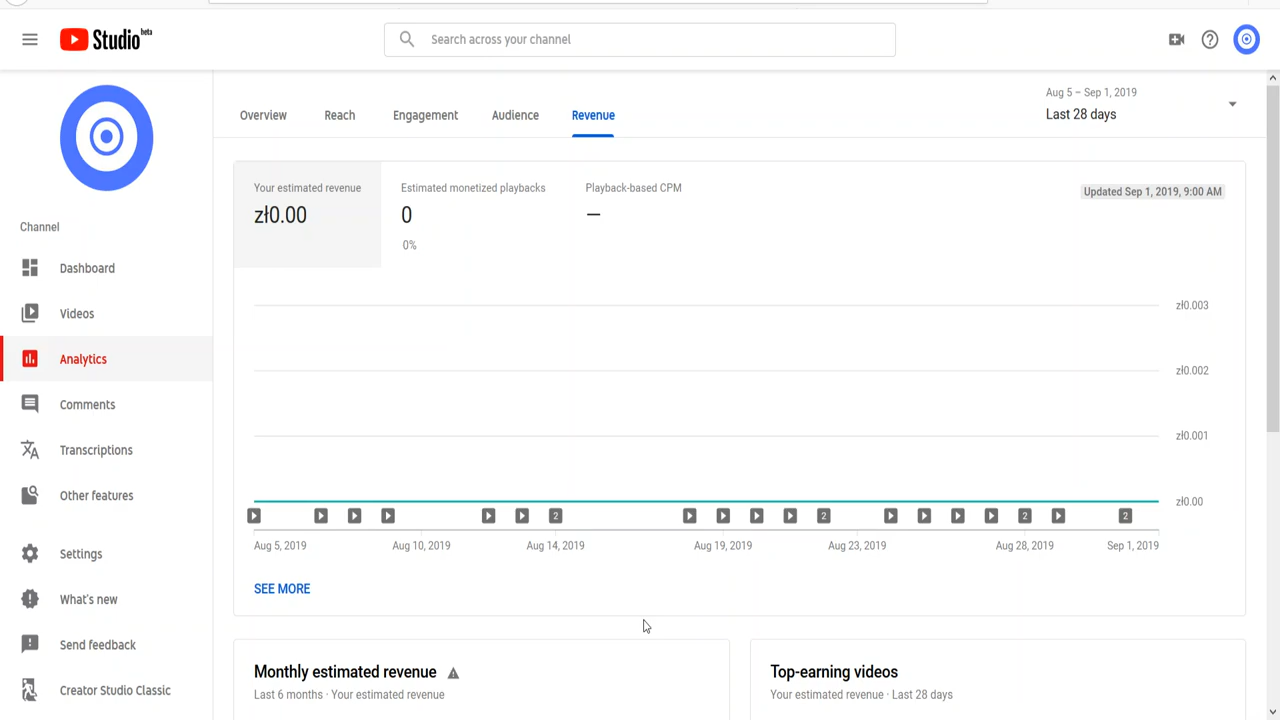 Studio beta
Search across your channel
Overview
Reach
Engagement
Audience
Revenue
Aug 5 – Sep 1, 2019
Last 28 days
Your estimated revenue
zł0.00
Estimated monetized playbacks
0
0%
Playback-based CPM
—
Updated Sep 1, 2019, 9:00 AM
Channel
Dashboard
Videos
Analytics
Comments
Transcriptions
Other features
Settings
What's new
Send feedback
Creator Studio Classic
zł0.003
zł0.002
zł0.001
zł0.00
2
2
2
2
Aug 5, 2019
Aug 10, 2019
Aug 14, 2019
Aug 19, 2019
Aug 23, 2019
Aug 28, 2019
Sep 1, 2019
SEE MORE
Monthly estimated revenue
Last 6 months · Your estimated revenue
Top-earning videos
Your estimated revenue · Last 28 days